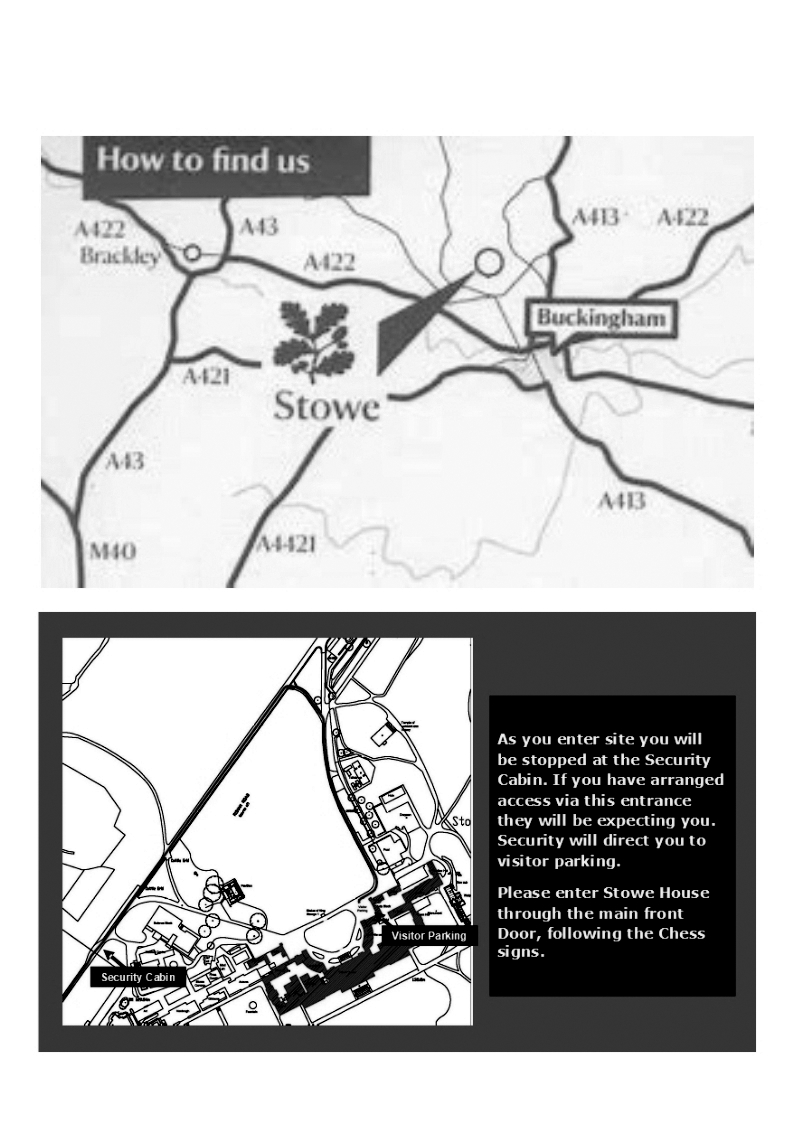 How to find us
A422
Brackley
A43
A422
A413
A422
Buckingham
A421
Stowe
A43
A413
M40
A4421
As you enter site you will
be stopped at the Security
Cabin. If you have arranged
access via this entrance
they will be expecting you.
Security will direct you to
visitor parking.
Please enter Stowe House
through the main front
Door, following the Chess
signs.
Sto
Visitor Parking
Security Cabin